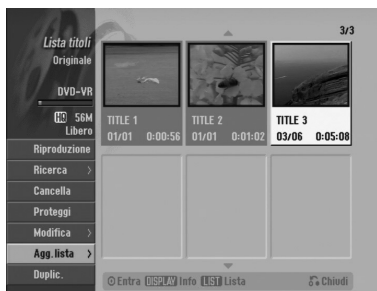 3/3
Lista titoli
Originale
DVD-VR
HQ 56M
Libero
Riproduzione
Ricerca >
Cancella
Proteggi
Modifica >
Agg.lista >
Duplic.
TITLE 1
01/01 0:00:56
TITLE 2
01/01 0:01:02
TITLE 3
03/06 0:05:08
Entra DISPLAY Info LIST Lista
Chiudi